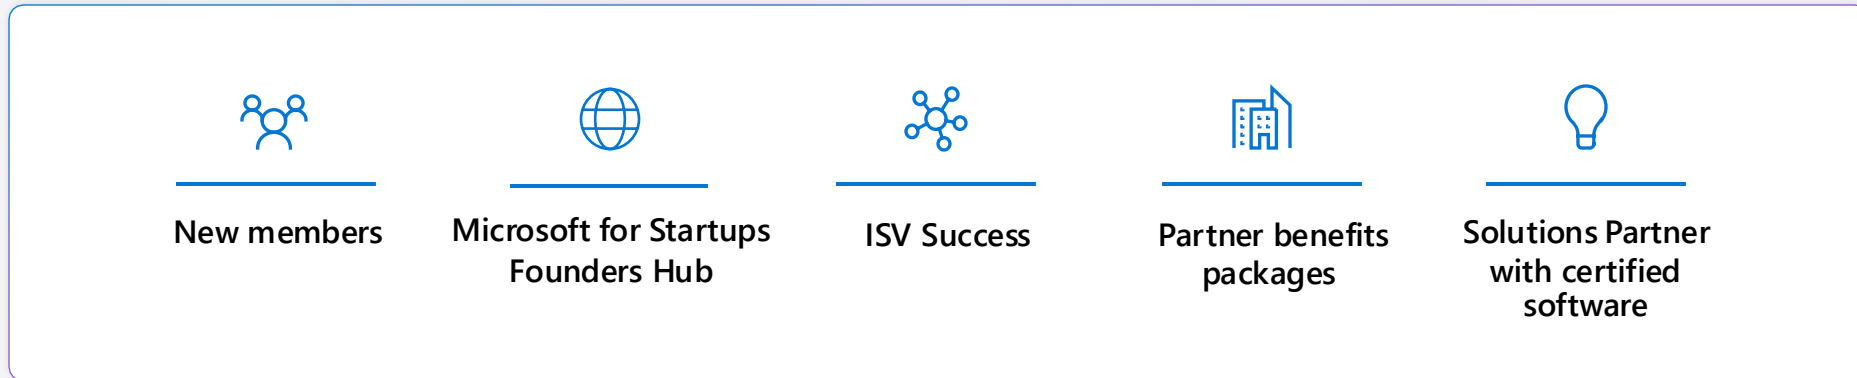 New members
Microsoft for Startups
Founders Hub
ISV Success
Partner benefits
packages
Solutions Partner
with certified
software